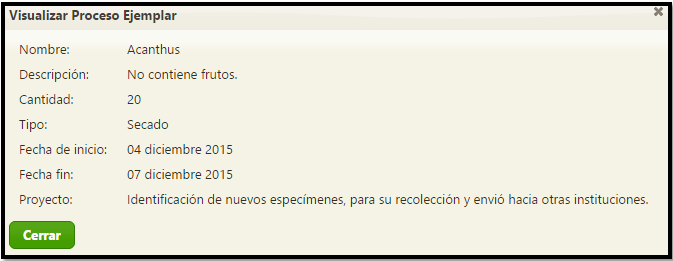 Visualizar Proceso Ejemplar
Nombre: Acanthus
Descripción: No contiene frutos.
Cantidad: 20
Tipo: Secado
Fecha de inicio: 04 diciembre 2015
Fecha fin: 07 diciembre 2015
Proyecto: Identificación de nuevos especímenes, para su recolección y envió hacia otras instituciones.
Cerrar